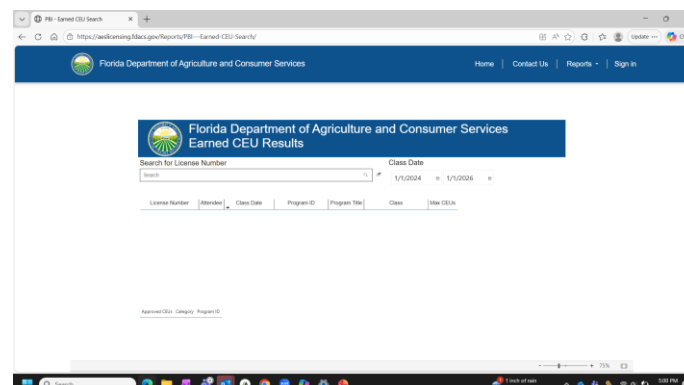 PBI - Earned CEU Search
https://aeslicensing.fdacs.gov/Reports/PBI---Earned-CEU-Search/
Update
Florida Department of Agriculture and Consumer Services
Home | Contact Us | Reports | Sign in
Florida Department of Agriculture and Consumer Services
Earned CEU Results
Search for License Number
Class Date
Search
1/1/2024
1/1/2026
License Number Attendee Class Date Program ID Program Title Class Max CEUs
Approved CEUs Category Program ID
- + 75%
Search
1 inch of rain
5:00 PM